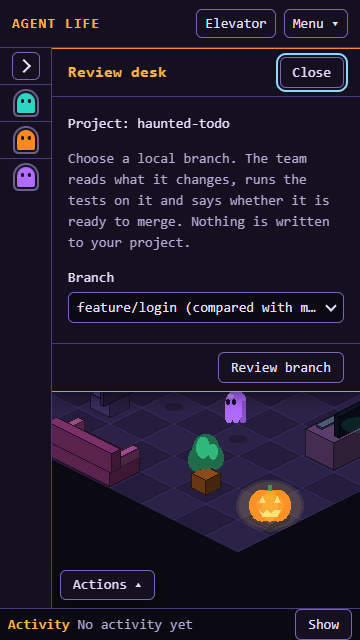 AGENT LIFE
Elevator
Menu ▾
Review desk
Close
Project: haunted-todo
Choose a local branch. The team
reads what it changes, runs the
tests on it and says whether it is
ready to merge. Nothing is written
to your project.
Branch
feature/login (compared with m…
Review branch
Actions ▴
Activity No activity yet
Show